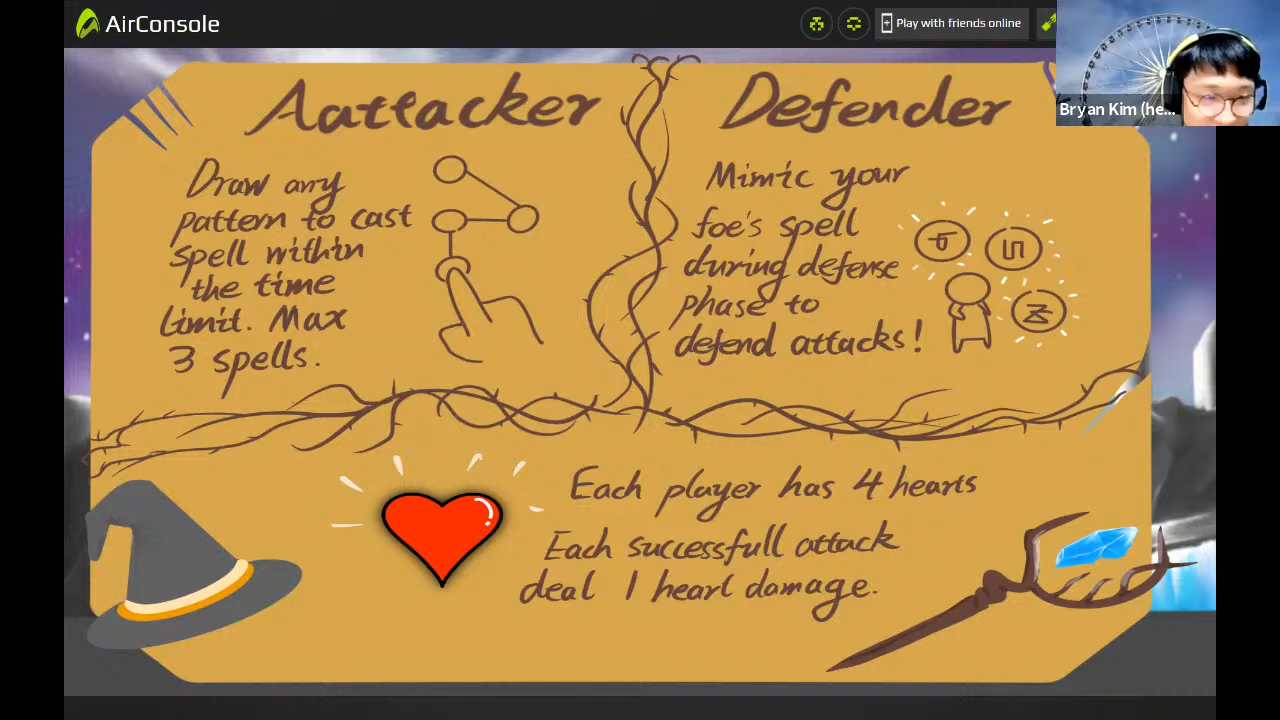 AirConsole
Play with friends online
Bryan Kim (he...
Aattacker
Draw any
pattern to cast
spell within
the time
limit. Max
3 spells.
Defender
Mimic your
foe's spell
during defense
phase to
defend attacks!
Each player has 4 hearts
Each successfull attack
deal 1 heart damage.